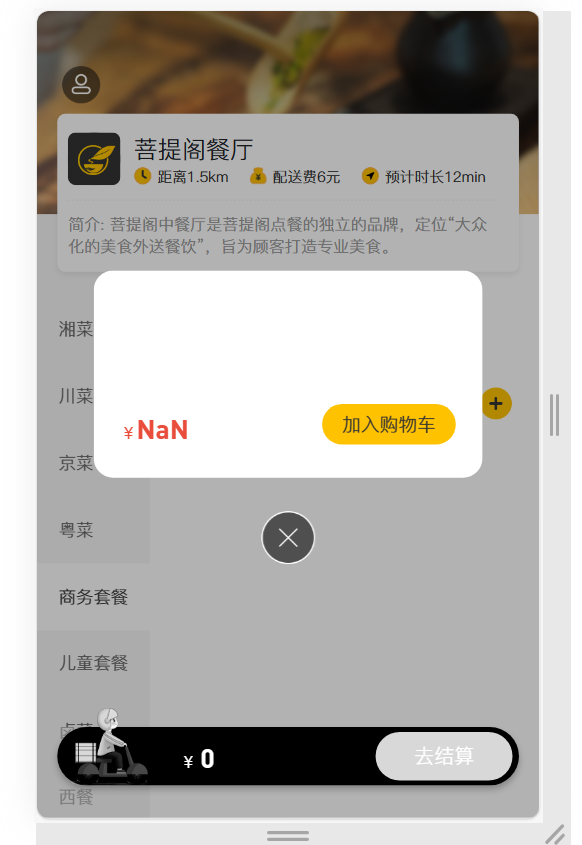 菩提阁餐厅
距离1.5km 配送费6元 预计时长12min
简介: 菩提阁中餐厅是菩提阁点餐的独立的品牌，定位“大众
化的美食外送餐饮”，旨为顾客打造专业美食。
湘菜
川菜
¥NaN 加入购物车
京菜
粤菜
商务套餐
儿童套餐
¥ 0 去结算
西餐